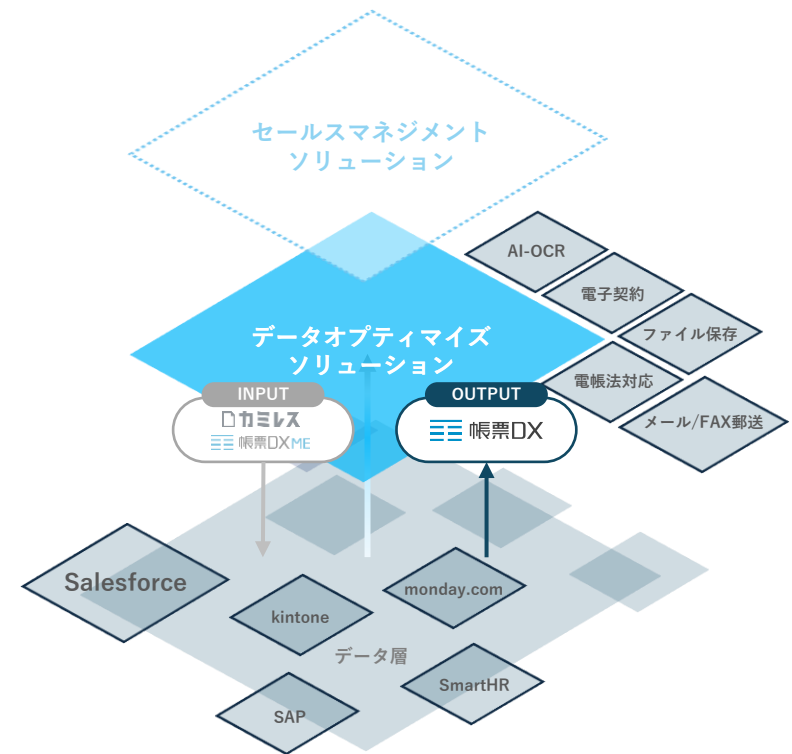 セールスマネジメント
ソリューション
AI-OCR
電子契約
ファイル保存
電帳法対応
メール/FAX郵送
データオプティマイズ
ソリューション
INPUT
カミレス
帳票DX ME
OUTPUT
帳票DX
Salesforce
kintone
monday.com
データ層
SmartHR
SAP